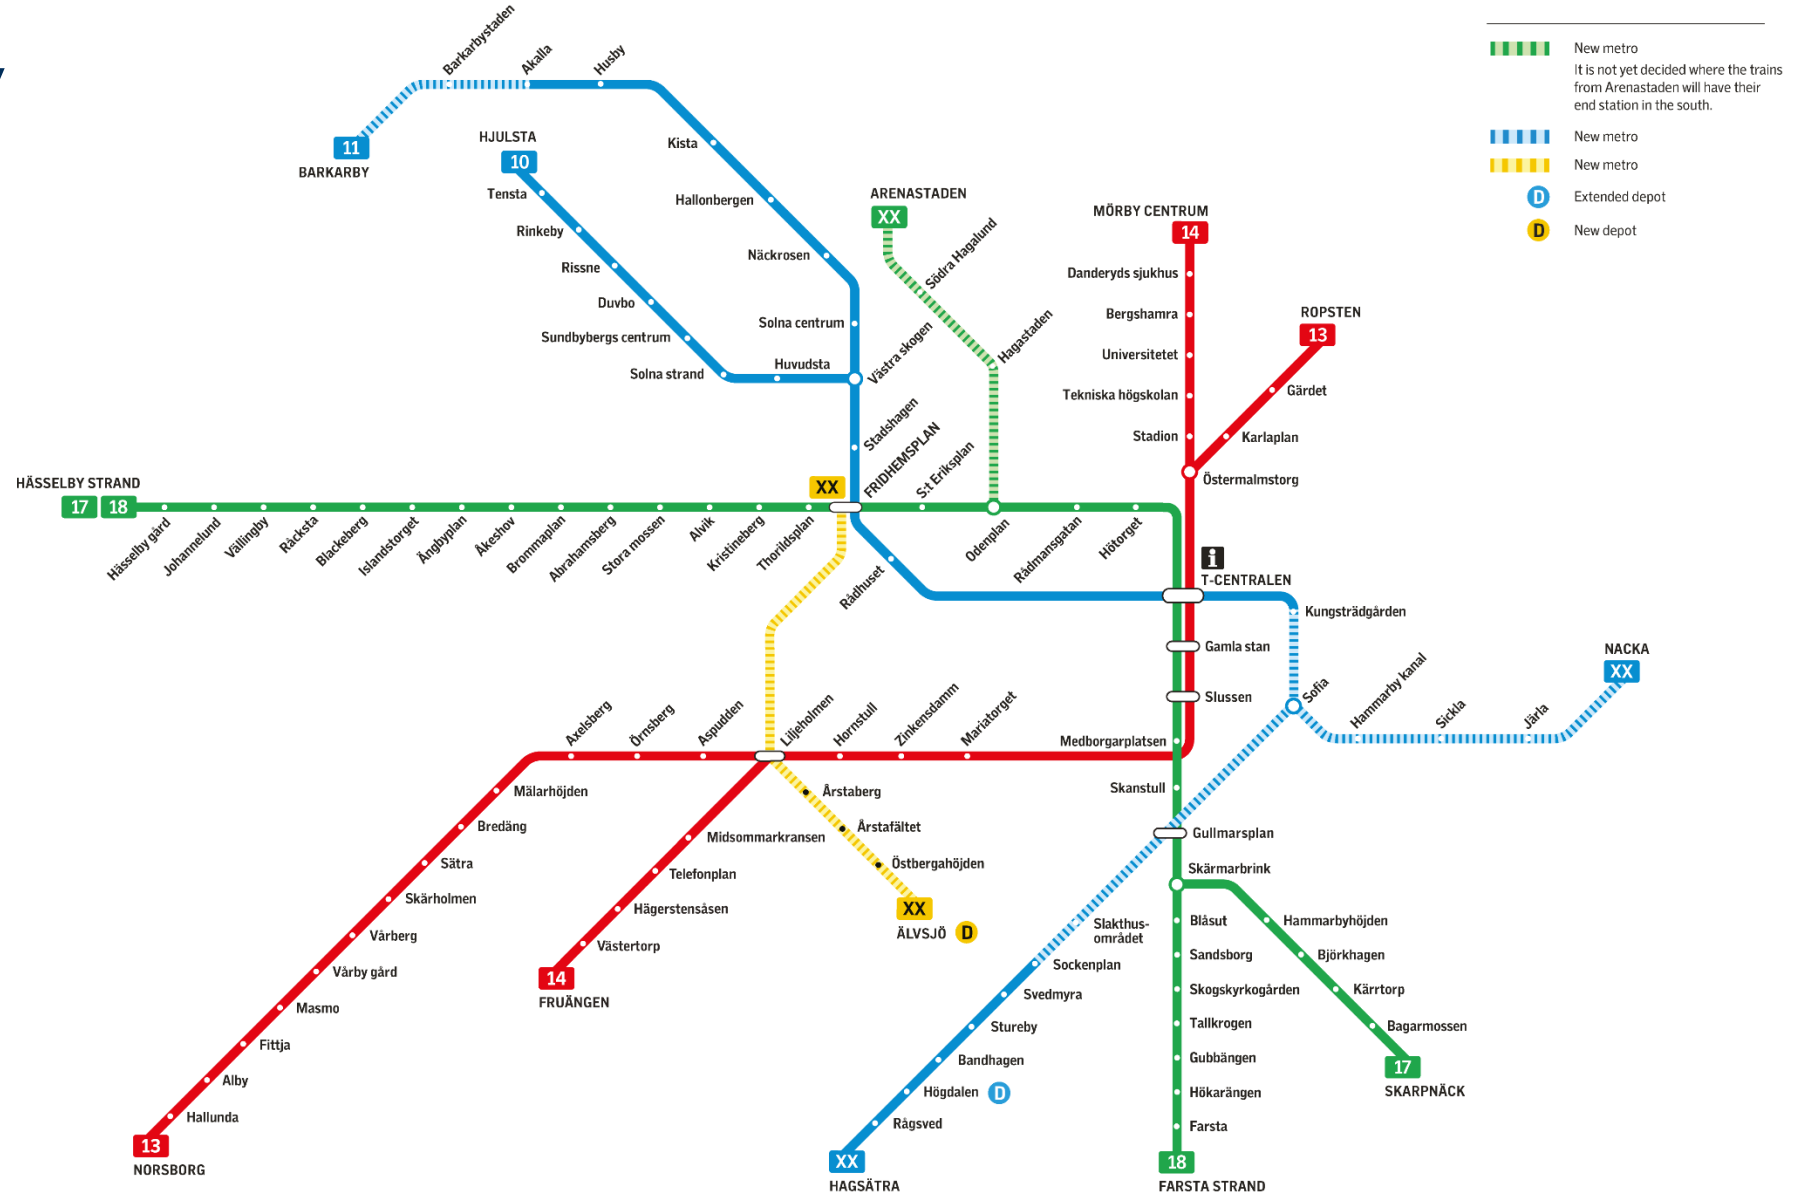 Barkarbystaden
Akalla
Husby
11
BARKARBY
HJULSTA
10
Tensta
Rinkeby
Rissne
Duvbo
Sundbybergs centrum
Solna strand
Huvudsta
Kista
Hallonbergen
Näckrosen
Solna centrum
Västra skogen
Stadshagen
FRIDHEMSPLAN
XX
ARENASTADEN
XX
Södra Hagalund
Hagastaden
S:t Eriksplan
MÖRBY CENTRUM
14
Danderyds sjukhus
Bergshamra
Universitetet
Tekniska högskolan
Stadion
ROPSTEN
13
Gärdet
Karlaplan
Östermalmstorg
New metro
It is not yet decided where the trains
from Arenastaden will have their
end station in the south.
New metro
New metro
D
Extended depot
D
New depot
HÄSSELBY STRAND
17
18
Hässelby gård
Johannelund
Vällingby
Råcksta
Blackeberg
Islandstorget
Ängbyplan
Åkeshov
Brommaplan
Abrahamsberg
Stora mossen
Alvik
Kristineberg
Thorildsplan
Rådhuset
Odenplan
Rådmansgatan
Hötorget
i
T-CENTRALEN
Kungsträdgården
Gamla stan
Slussen
Sofia
Hammarby kanal
Sickla
Järla
NACKA
XX
Axelsberg
Örnsberg
Aspudden
Liljeholmen
Hornstull
Zinkensdamm
Mariatorget
Medborgarplatsen
Skanstull
Gullmarsplan
Skärmarbrink
Mälarhöjden
Bredäng
Sätra
Skärholmen
Vårberg
Vårby gård
Masmo
Fittja
Alby
Hallunda
13
NORSBORG
Midsommarkransen
Telefonplan
Hägerstensåsen
Västertorp
14
FRUÄNGEN
Årstaberg
Årstafältet
Östbergahöjden
XX
ÄLVSJÖ
D
Slakthus-
området
Sockenplan
Svedmyra
Stureby
Bandhagen
Högdalen
D
Rågsved
XX
HAGSÄTRA
Blåsut
Sandsborg
Skogskyrkogården
Tallkrogen
Gubbängen
Hökarängen
Farsta
18
FARSTA STRAND
Hammarbyhöjden
Björkhagen
Kärrtorp
Bagarmossen
17
SKARPNÄCK